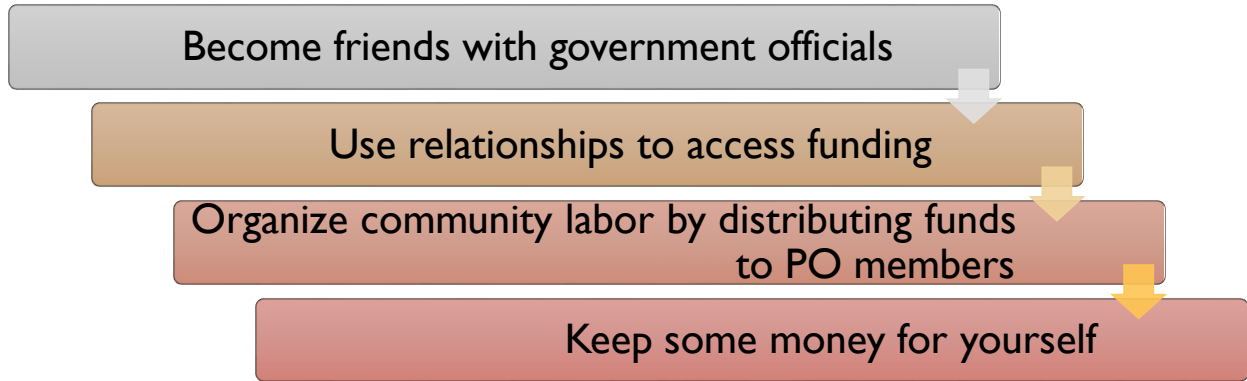 Become friends with government officials
Use relationships to access funding
Organize community labor by distributing funds
to PO members
Keep some money for yourself